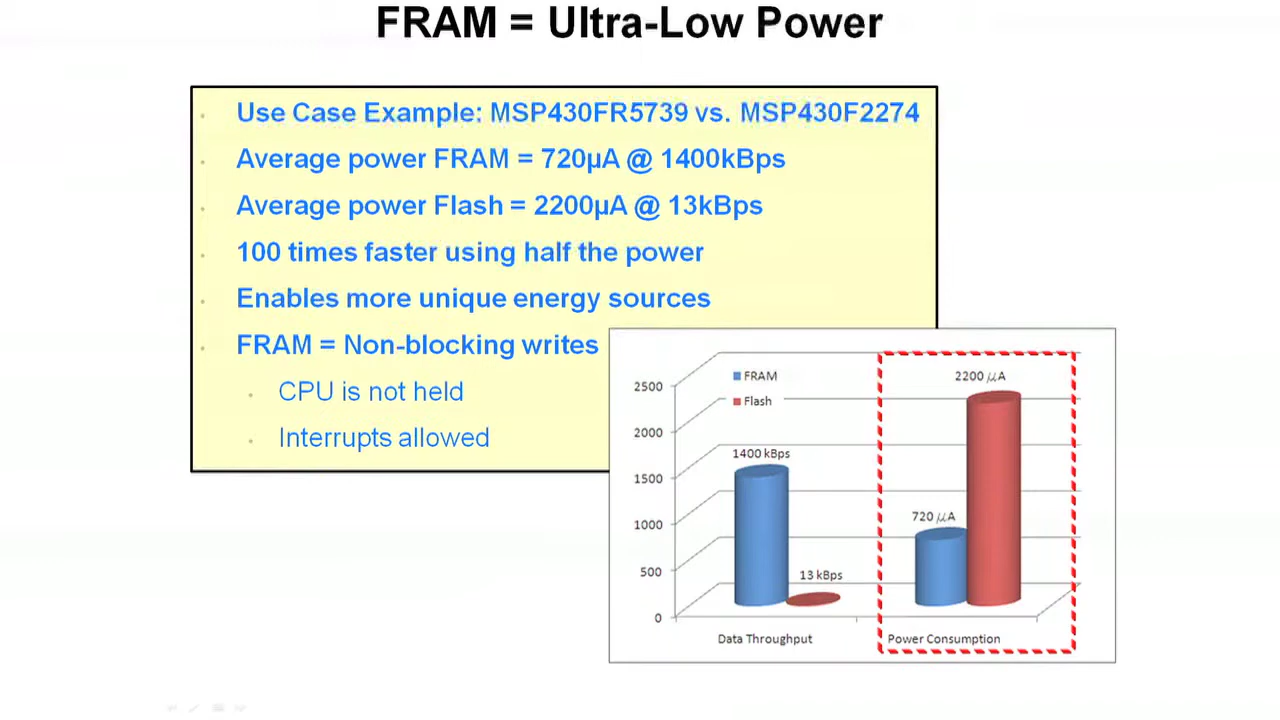 FRAM = Ultra-Low Power
Use Case Example: MSP430FR5739 vs. MSP430F2274
Average power FRAM = 720µA @ 1400kBps
Average power Flash = 2200µA @ 13kBps
100 times faster using half the power
Enables more unique energy sources
FRAM = Non-blocking writes
CPU is not held
Interrupts allowed
FRAM
Flash
2500
2000
1500
1000
500
0
1400 kBps
13 kBps
2200 µA
720 µA
Data Throughput
Power Consumption